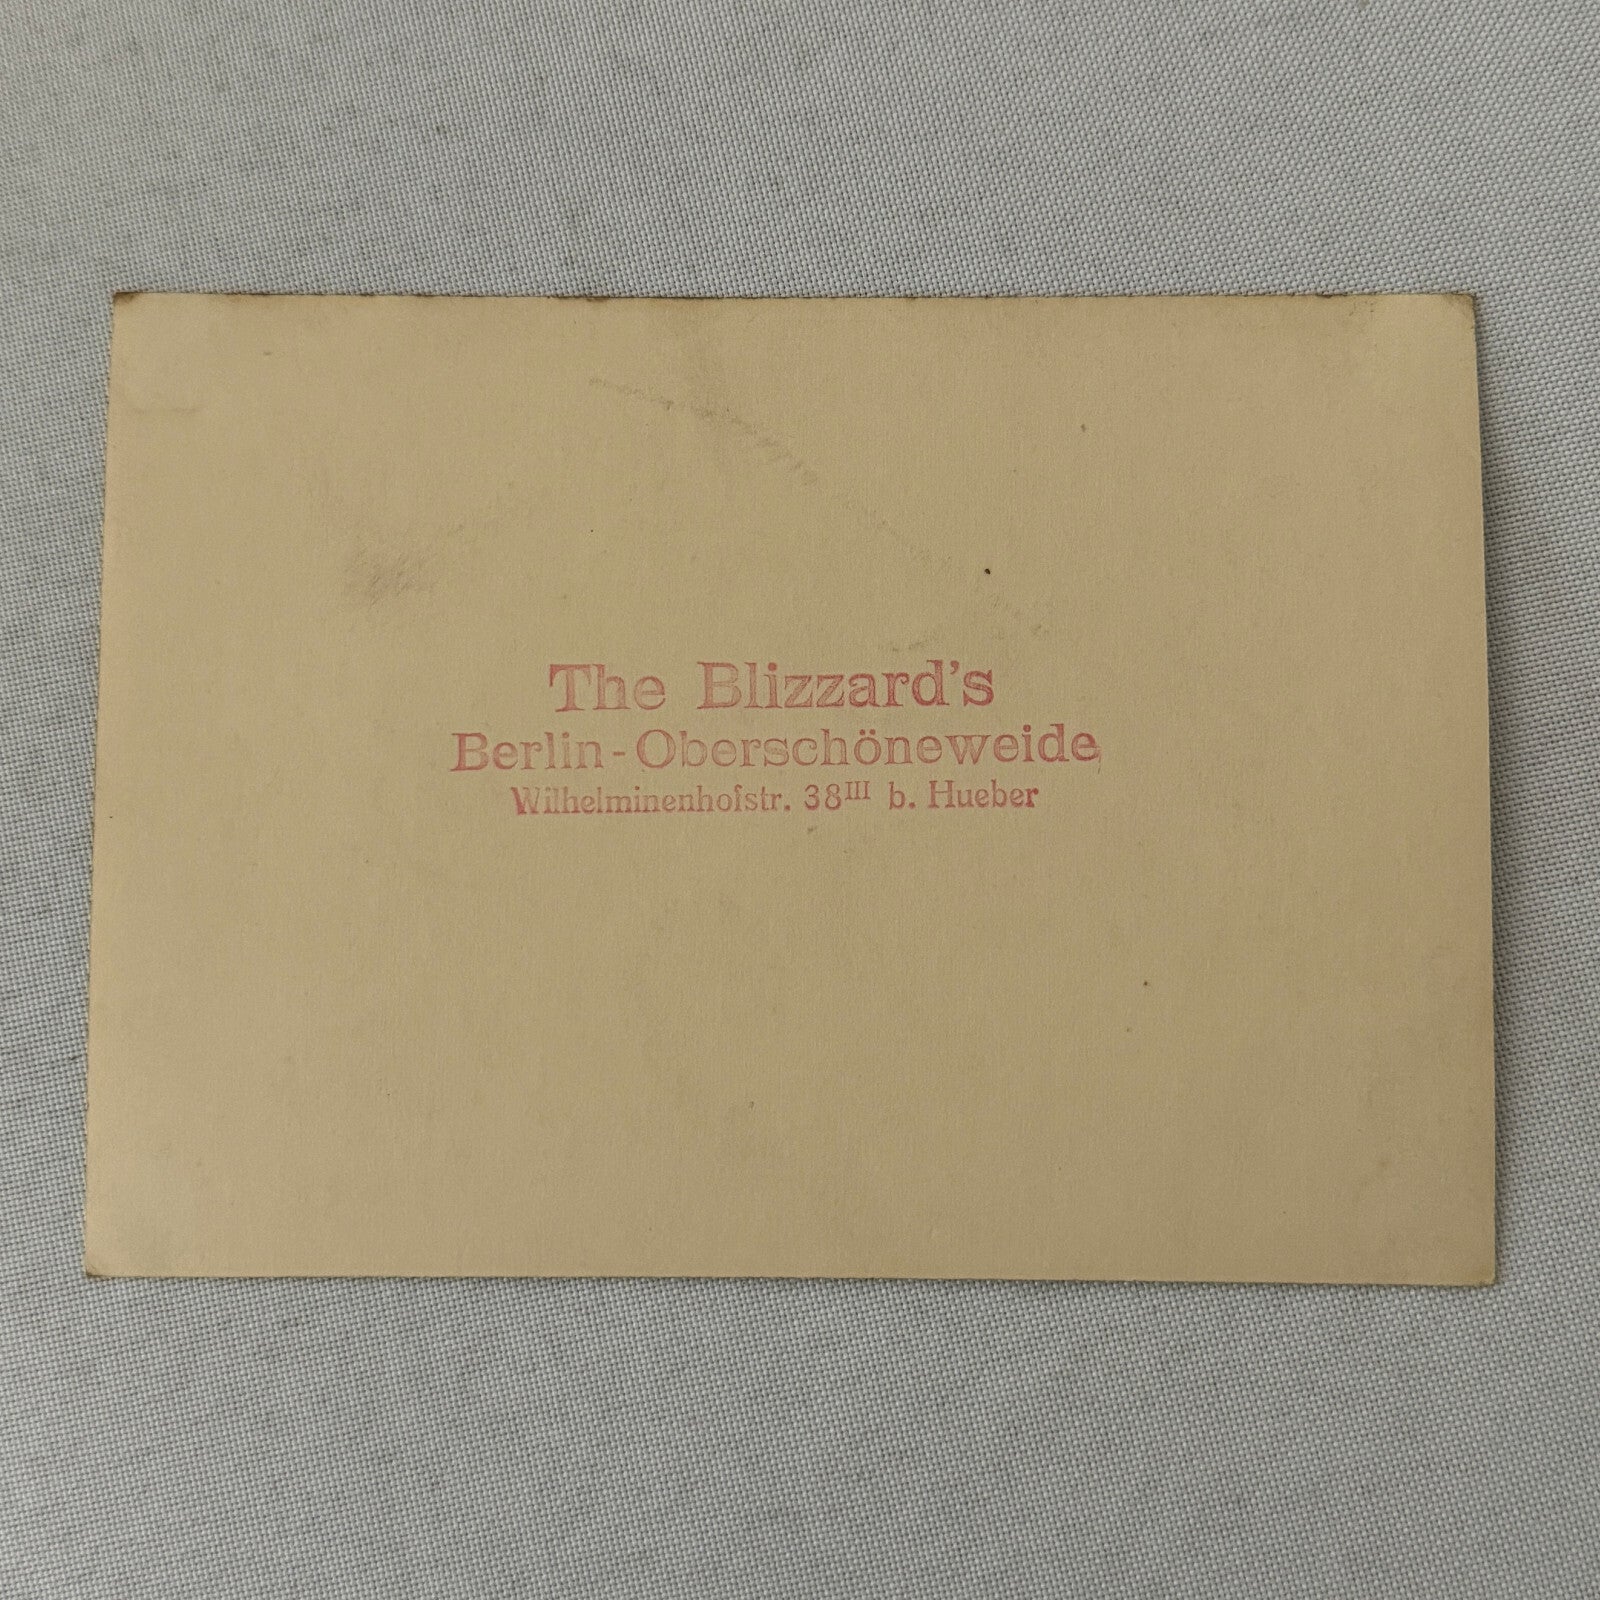 The Blizzard's
Berlin-Oberschöneweide
Wilhelminenhofstr. 38III b. Hueber